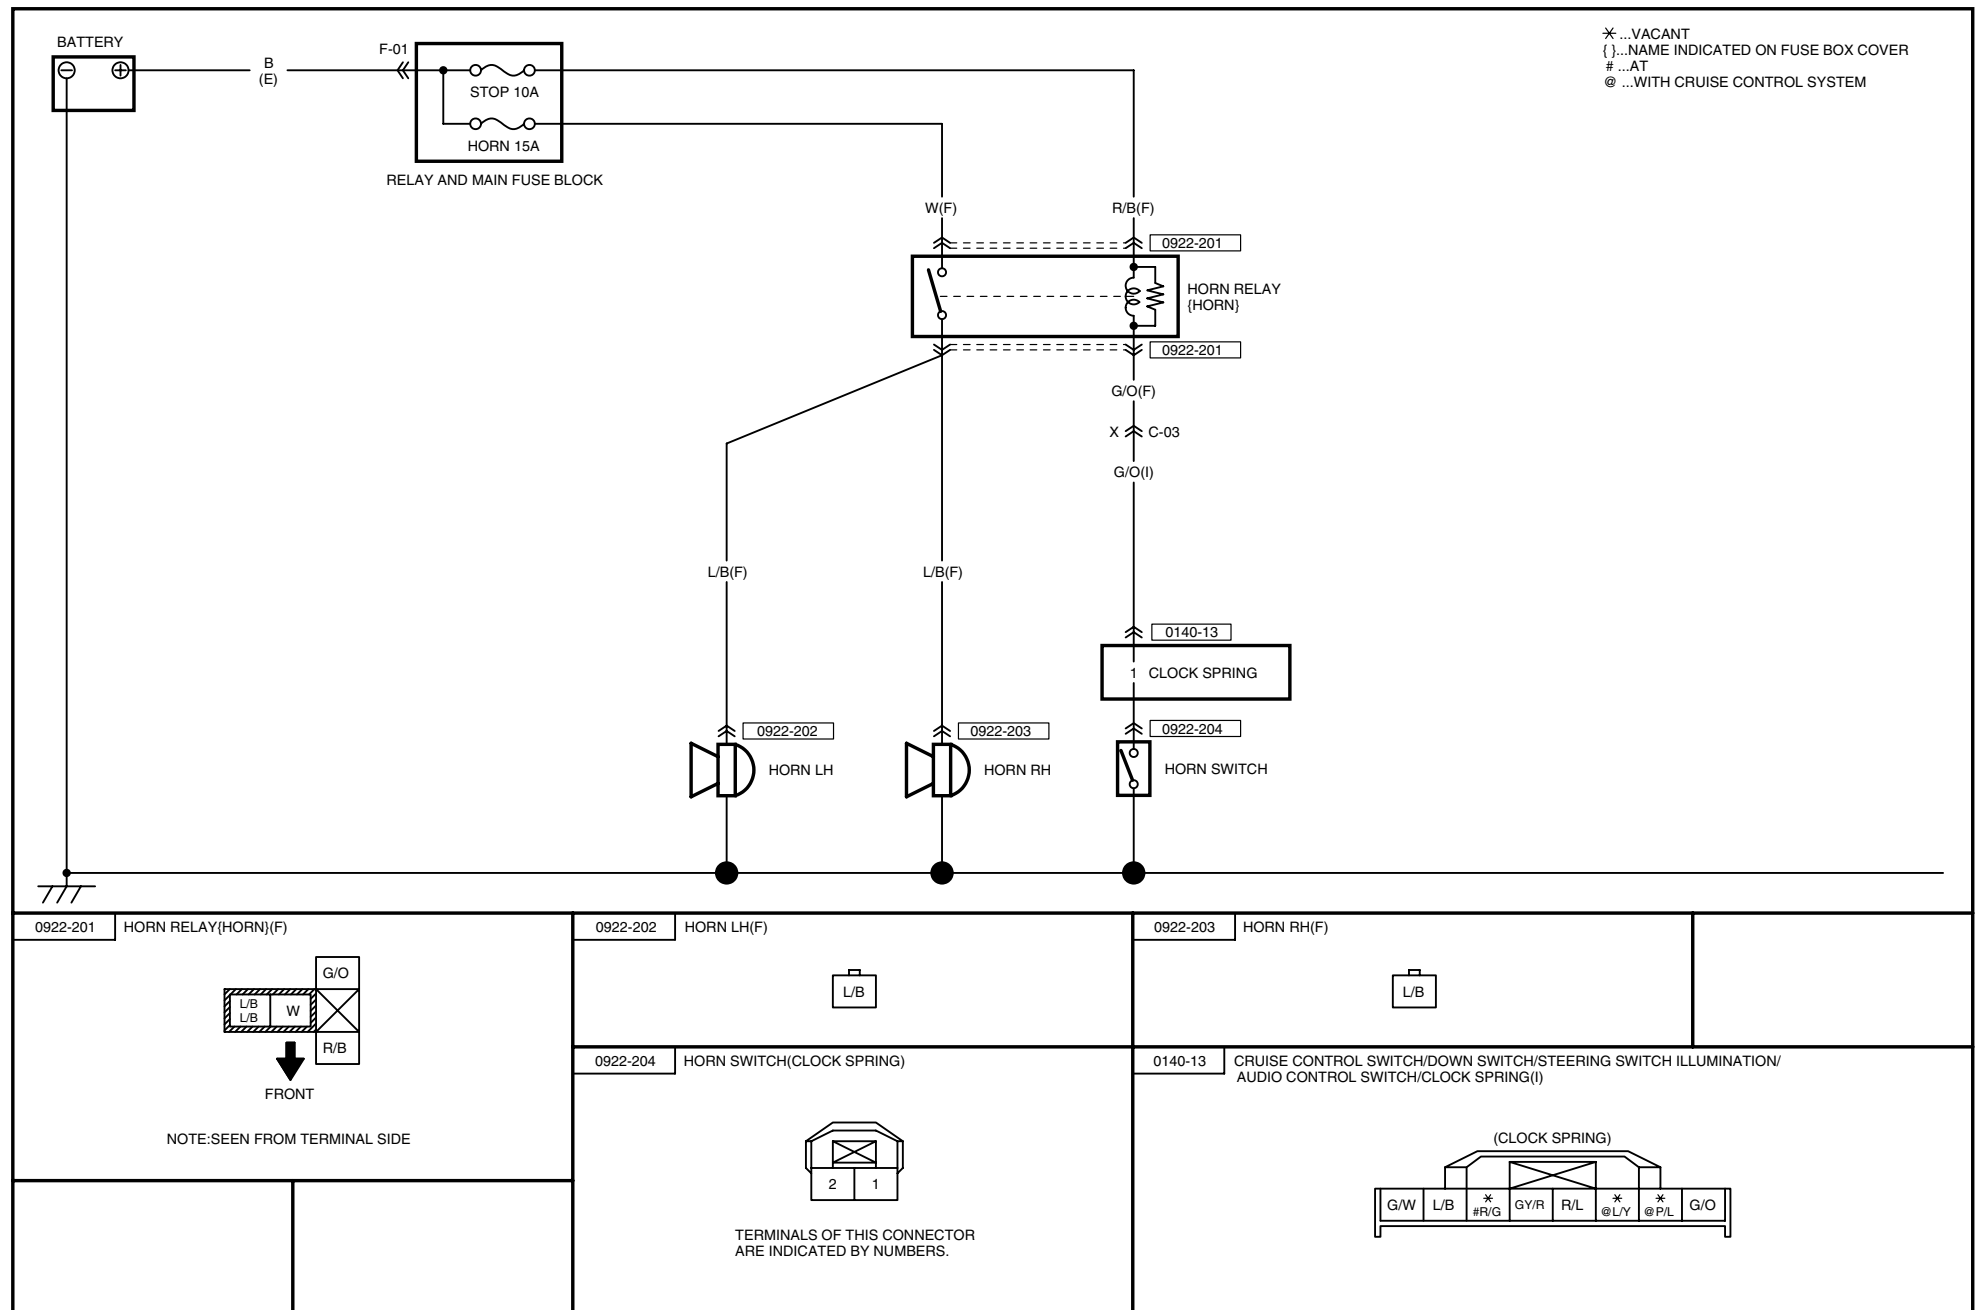 BATTERY
B
(E)
F-01
STOP 10A
HORN 15A
RELAY AND MAIN FUSE BLOCK
* ...VACANT
{ }...NAME INDICATED ON FUSE BOX COVER
# ...AT
@ ...WITH CRUISE CONTROL SYSTEM
W(F)
R/B(F)
0922-201
HORN RELAY
{HORN}
0922-201
G/O(F)
X C-03
G/O(I)
L/B(F)
L/B(F)
0140-13
1 CLOCK SPRING
0922-202
0922-203
0922-204
HORN LH
HORN RH
HORN SWITCH
0922-201 HORN RELAY{HORN}(F)
G/O
L/B
L/B
W
R/B
FRONT
NOTE:SEEN FROM TERMINAL SIDE
0922-202 HORN LH(F)
L/B
0922-203 HORN RH(F)
L/B
0922-204 HORN SWITCH(CLOCK SPRING)
2 1
TERMINALS OF THIS CONNECTOR
ARE INDICATED BY NUMBERS.
0140-13 CRUISE CONTROL SWITCH/DOWN SWITCH/STEERING SWITCH ILLUMINATION/
AUDIO CONTROL SWITCH/CLOCK SPRING(I)
(CLOCK SPRING)
G/W L/B * #R/G GY/R R/L * @L/Y * @P/L G/O